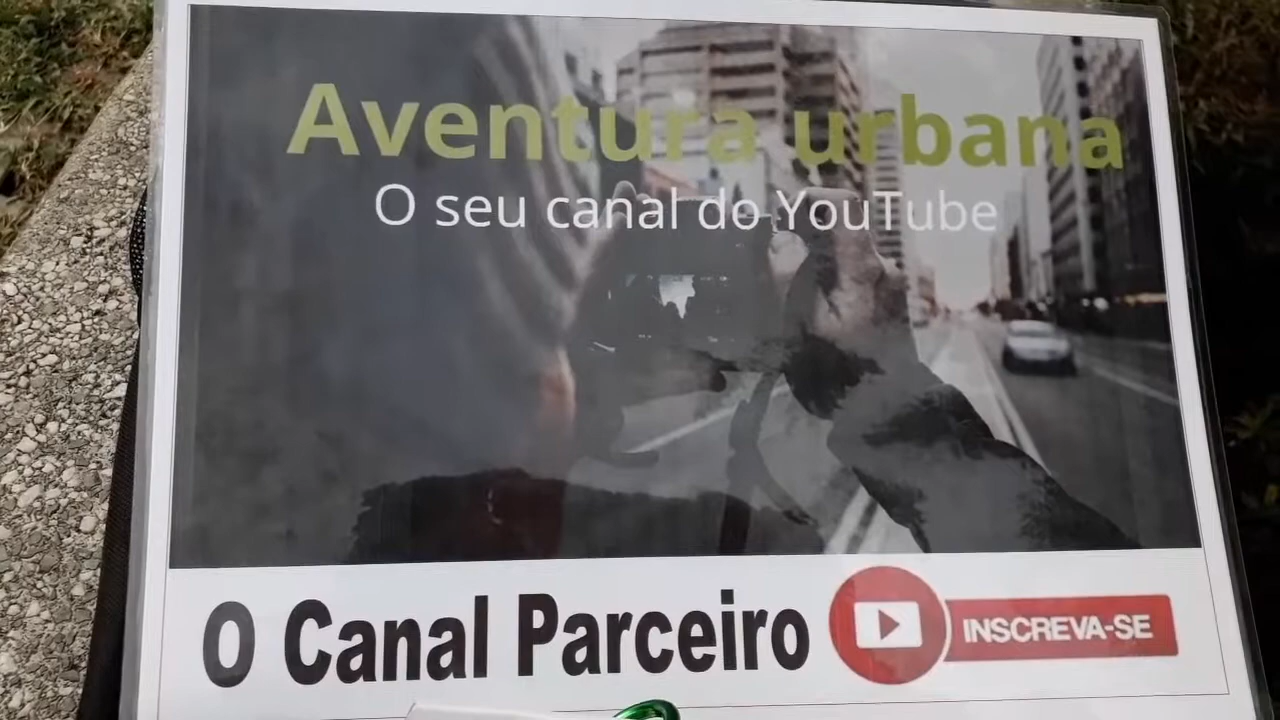 Aventura urbana
O seu canal do YouTube
O Canal Parceiro
INSCREVA-SE